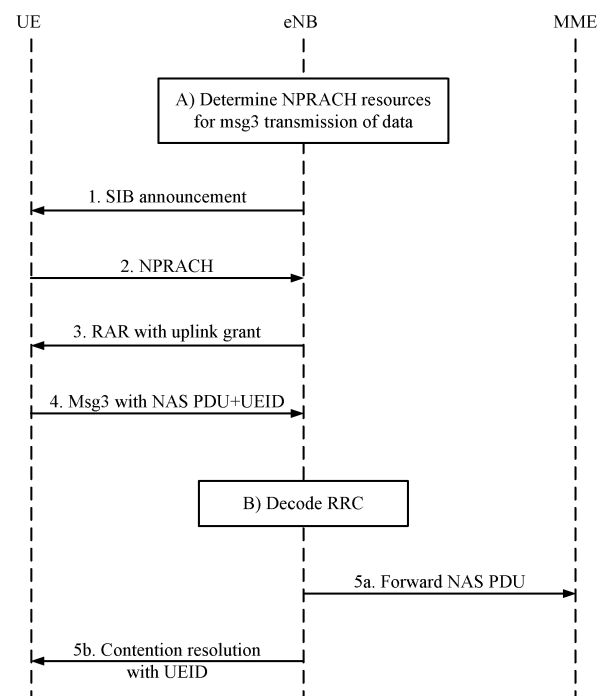 UE
eNB
MME
A) Determine NPRACH resources
for msg3 transmission of data
1. SIB announcement
2. NPRACH
3. RAR with uplink grant
4. Msg3 with NAS PDU+UEID
B) Decode RRC
5a. Forward NAS PDU
5b. Contention resolution
with UEID